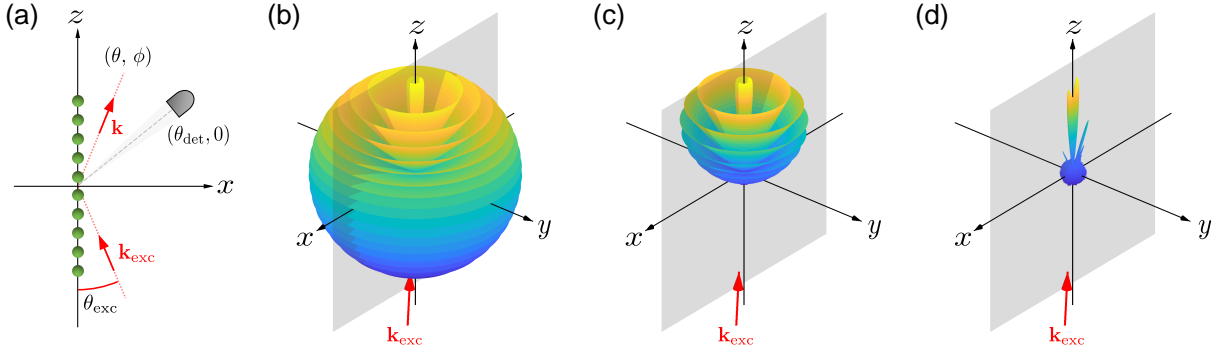 (a)
z
(θ, ϕ)
k
(θdet, 0)
x
kexc
θexc
(b)
z
x
y
kexc
(c)
z
x
y
kexc
(d)
z
x
y
kexc